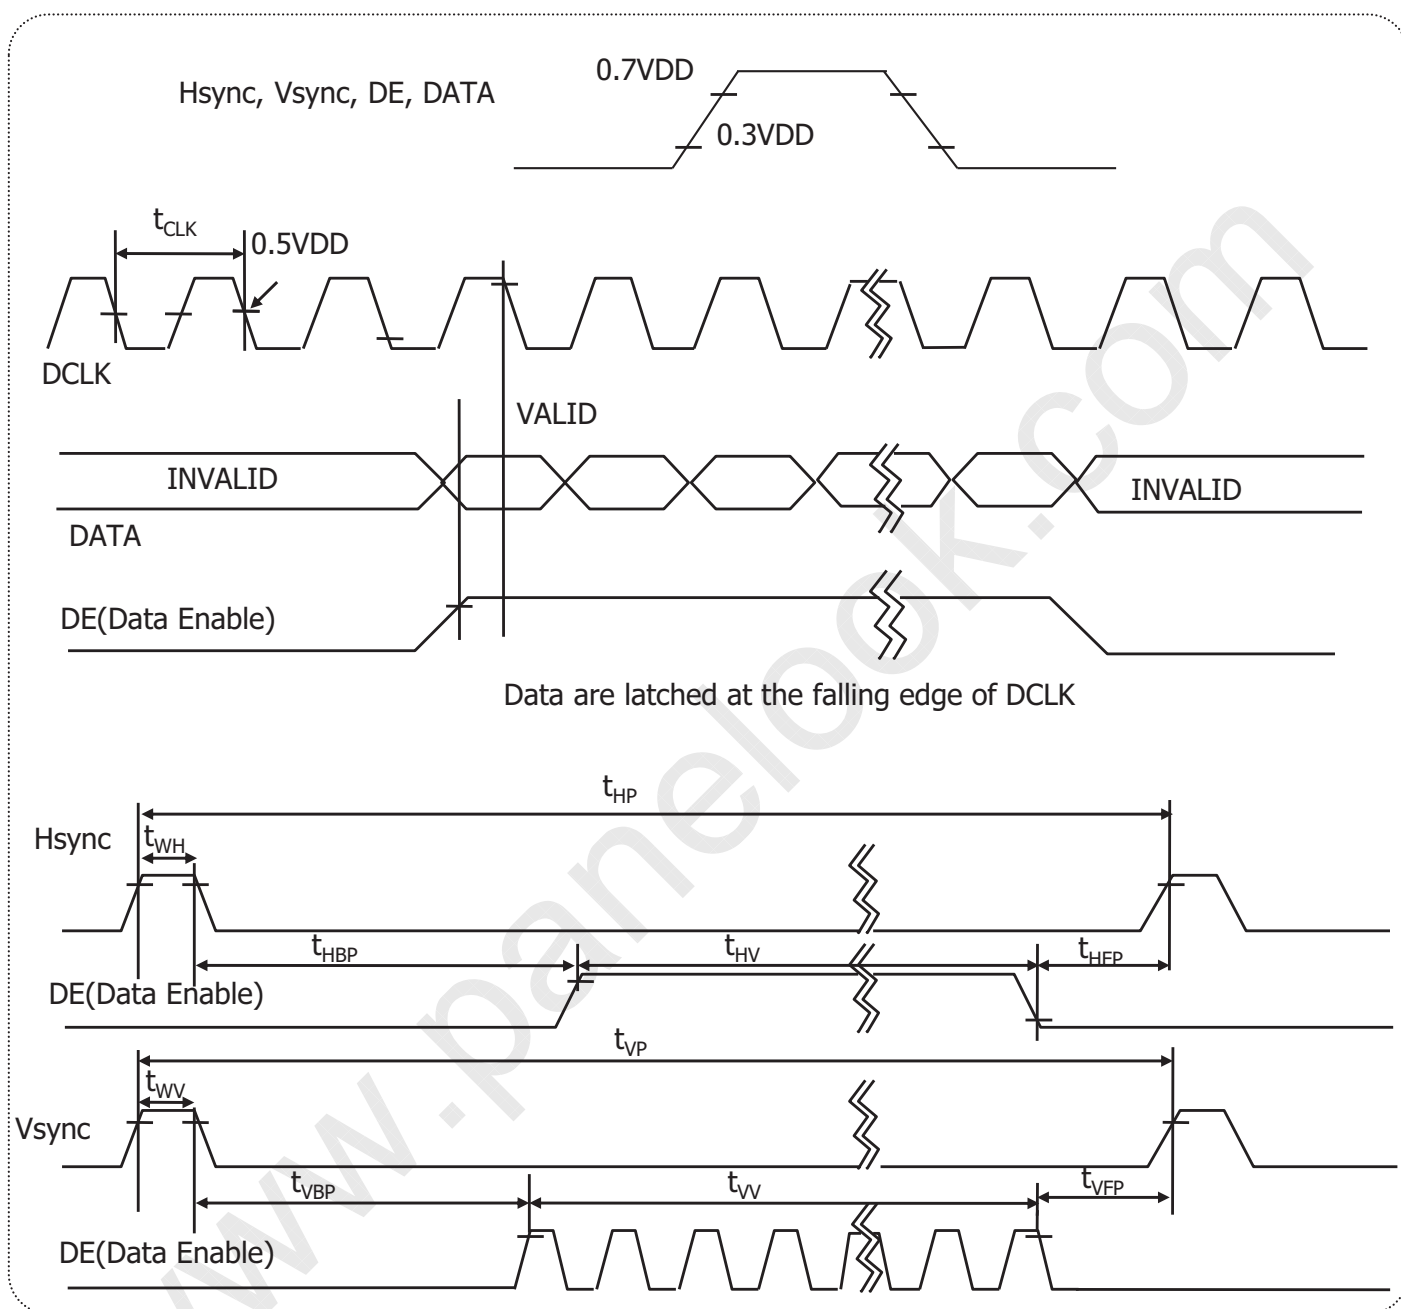 0.7VDD
Hsync, Vsync, DE, DATA
0.3VDD
tCLK
0.5VDD
DCLK
VALID
INVALID
INVALID
DATA
DE(Data Enable)
Data are latched at the falling edge of DCLK
tHP
Hsync
tWH
tHBP
tHV
tHFP
DE(Data Enable)
tVP
tWV
Vsync
tVBP
tVV
tVFP
DE(Data Enable)
ww.panelook.com